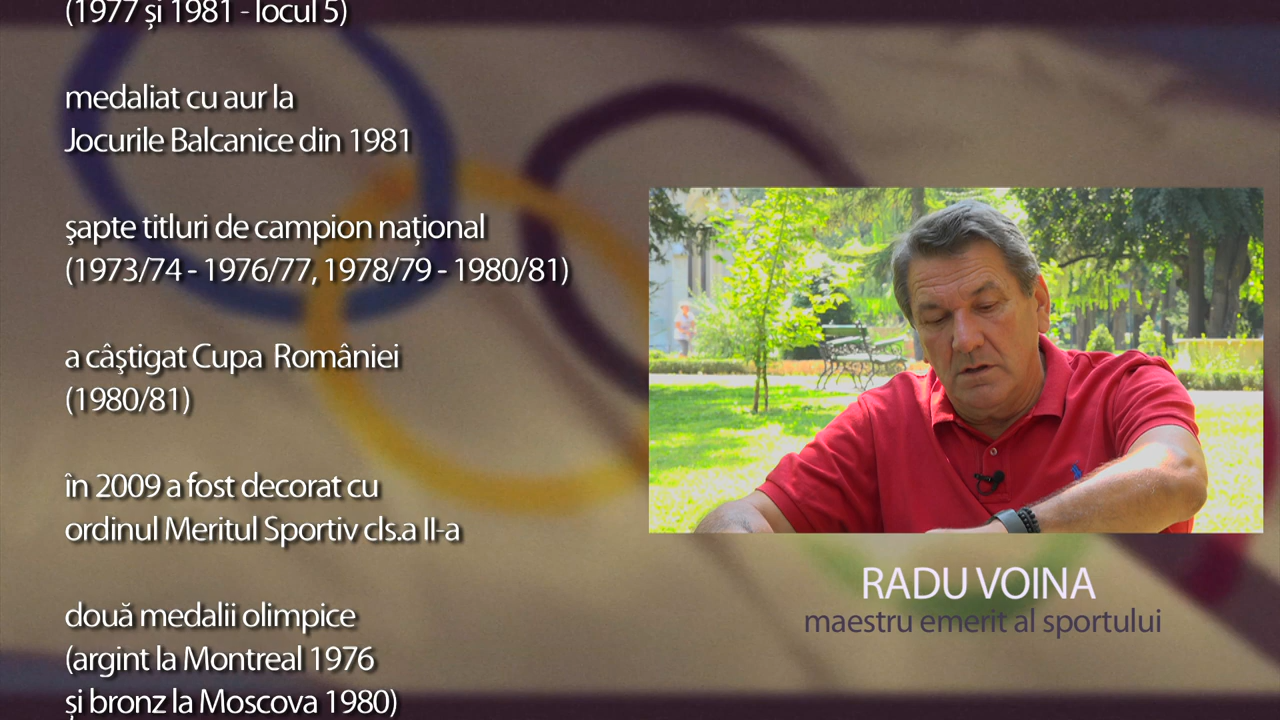 (1977 și 1981 - locul 5)
medaliat cu aur la
Jocurile Balcanice din 1981
şapte titluri de campion național
(1973/74 - 1976/77, 1978/79 - 1980/81)
a câştigat Cupa României
(1980/81)
în 2009 a fost decorat cu
ordinul Meritul Sportiv cls.a II-a
două medalii olimpice
(argint la Montreal 1976
și bronz la Moscova 1980)
RADU VOINA
maestru emerit al sportului